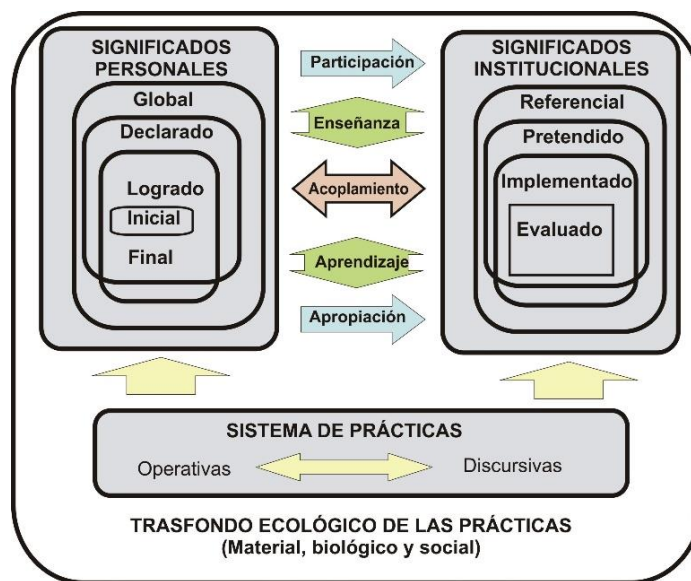 SIGNIFICADOS
PERSONALES
Global
Declarado
Logrado
Inicial
Final
Participación
Enseñanza
Acoplamiento
Aprendizaje
Apropiación
SIGNIFICADOS
INSTITUCIONALES
Referencial
Pretendido
Implementado
Evaluado
SISTEMA DE PRÁCTICAS
Operativas
Discursivas
TRASFONDO ECOLÓGICO DE LAS PRÁCTICAS
(Material, biológico y social)